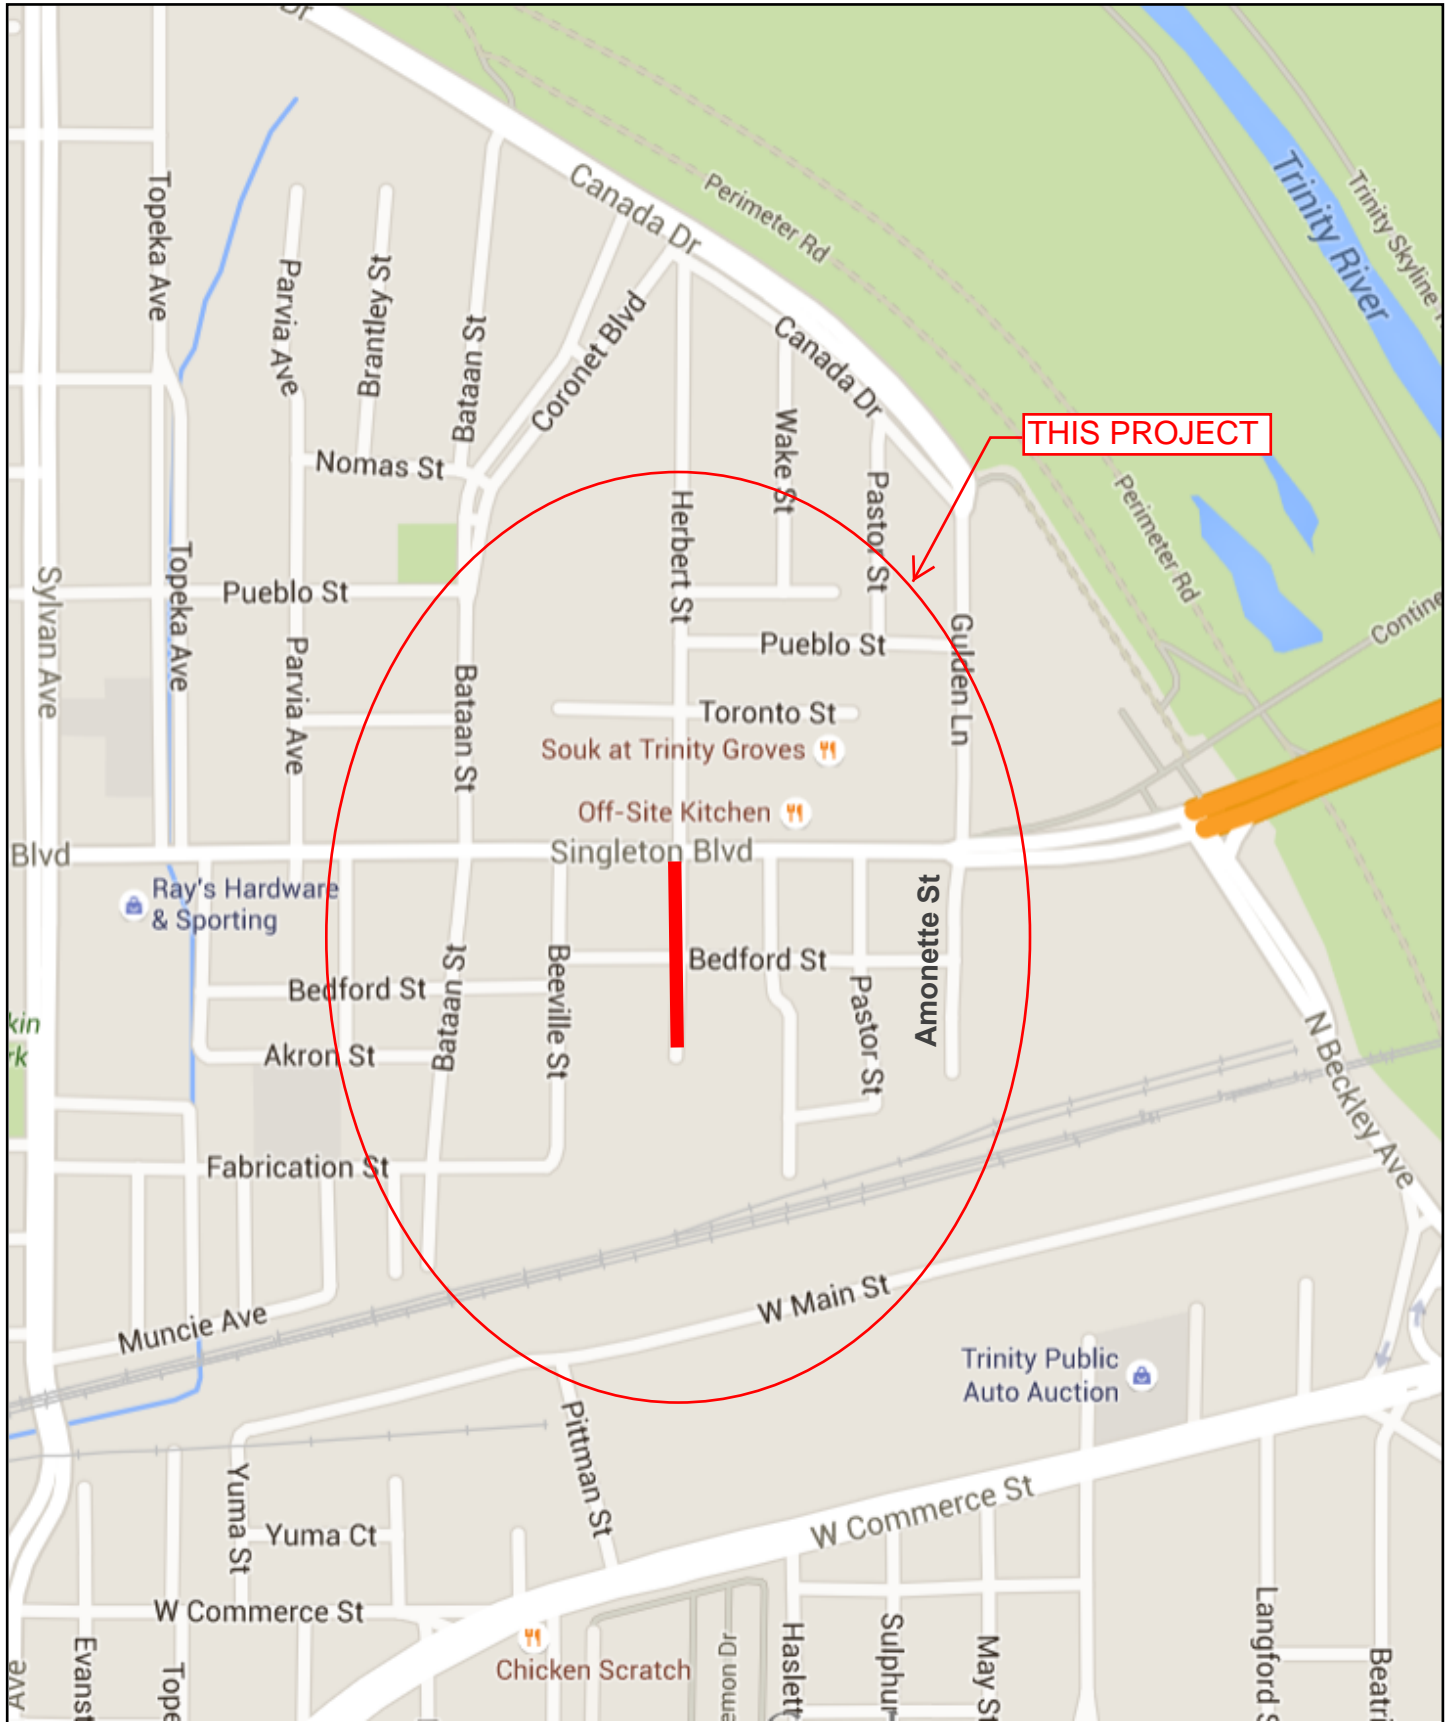 Dr
Canada Dr
Perimeter Rd
Trinity River
Topeka Ave
Parvia Ave
Brantley St
Bataan St
Coronet Blvd
Canada Dr
THIS PROJECT
Nomas St
Wake St
Herbert St
Pastor St
Perimeter Rd
Sylvan Ave
Topeka Ave
Pueblo St
Parvia Ave
Bataan St
Pueblo St
Gulden Ln
Toronto St
Souk at Trinity Groves
Off-Site Kitchen
Blvd
Singleton Blvd
Ray's Hardware
& Sporting
Amonette St
Bedford St
Bedford St
Bataan St
Beeville St
Pastor St
Akron St
N Beckley Ave
Fabrication St
W Main St
Muncie Ave
Trinity Public
Auto Auction
Pittman St
Yuma St
Yuma Ct
W Commerce St
W Commerce St
Chicken Scratch
Haslett
Sulphur
May St
Ave